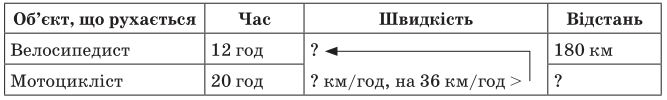 Об’єкт, що рухається Час Швидкість Відстань
Велосипедист 12 год ? 180 км
Мотоцикліст 20 год ? км/год, на 36 км/год > ?